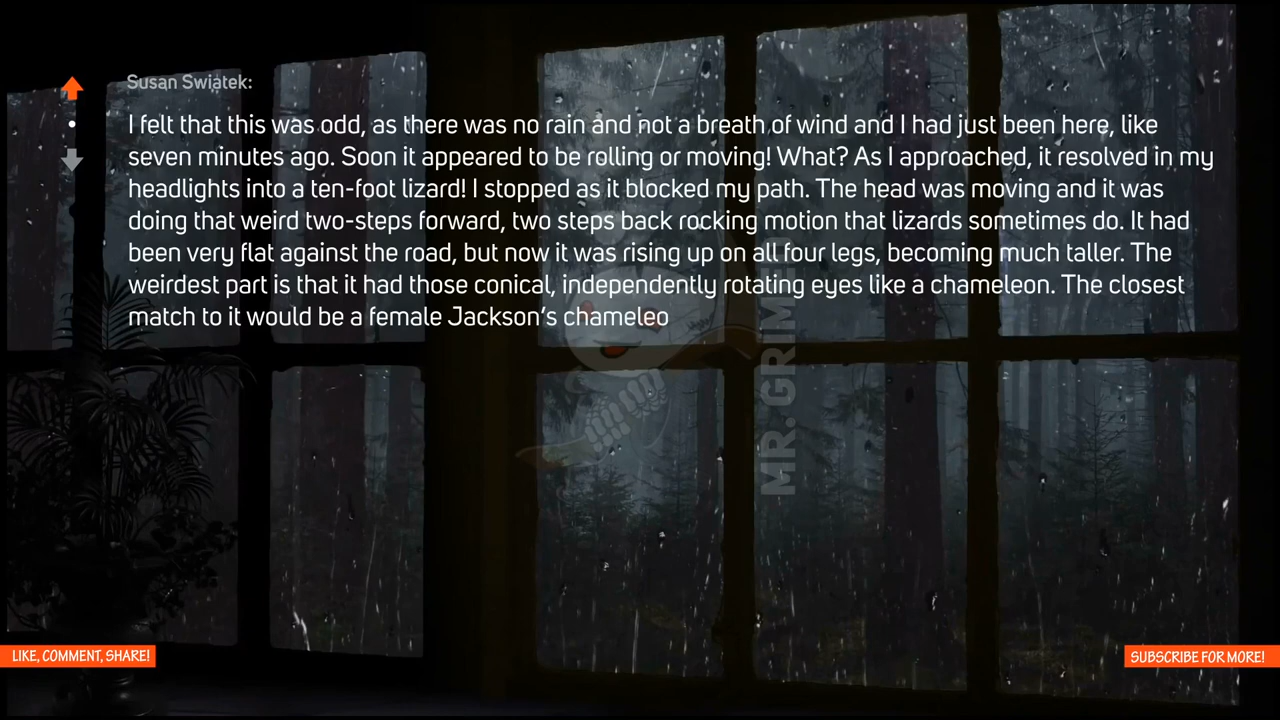 Susan Swiatek:
I felt that this was odd, as there was no rain and not a breath of wind and I had just been here, like
seven minutes ago. Soon it appeared to be rolling or moving! What? As I approached, it resolved in my
headlights into a ten-foot lizard! I stopped as it blocked my path. The head was moving and it was
doing that weird two-steps forward, two steps back rocking motion that lizards sometimes do. It had
been very flat against the road, but now it was rising up on all four legs, becoming much taller. The
weirdest part is that it had those conical, independently rotating eyes like a chameleon. The closest
match to it would be a female Jackson's chameleo
MR. GRIM
LIKE, COMMENT, SHARE!
SUBSCRIBE FOR MORE!